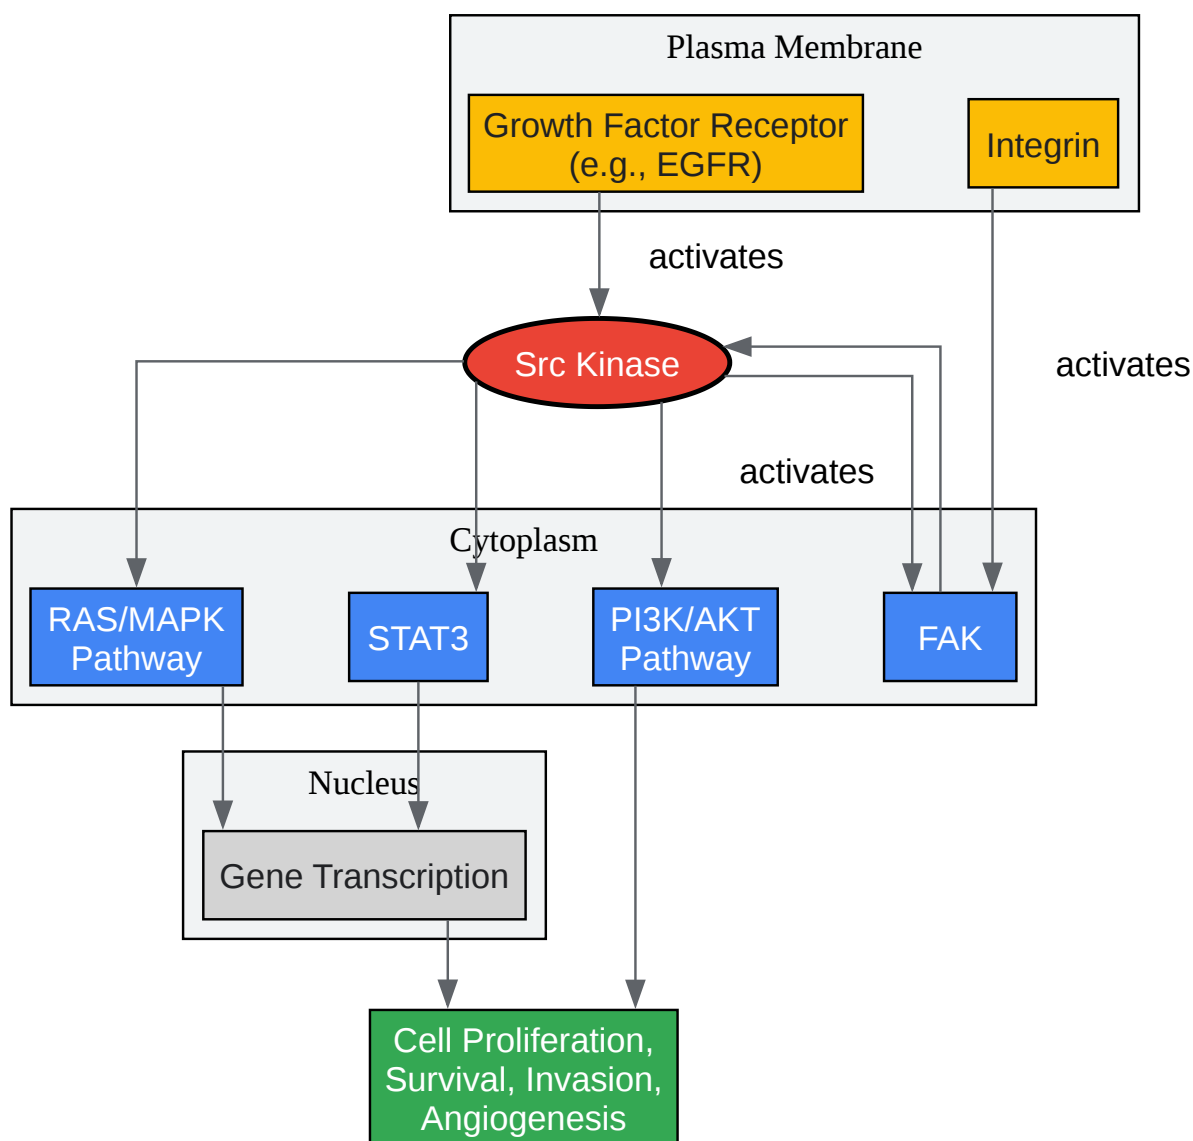 Plasma Membrane
Growth Factor Receptor
(e.g., EGFR)
Integrin
activates
Src Kinase
activates
activates
Cytoplasm
RAS/MAPK
Pathway
STAT3
PI3K/AKT
Pathway
FAK
Nucleus
Gene Transcription
Cell Proliferation,
Survival, Invasion,
Angiogenesis